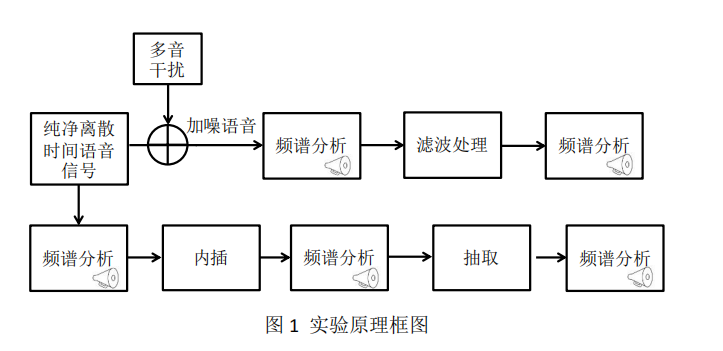 多音
干扰
纯净离散
时间语音
信号
加噪语音
频谱分析
滤波处理
频谱分析
频谱分析
内插
频谱分析
抽取
频谱分析
图 1 实验原理框图